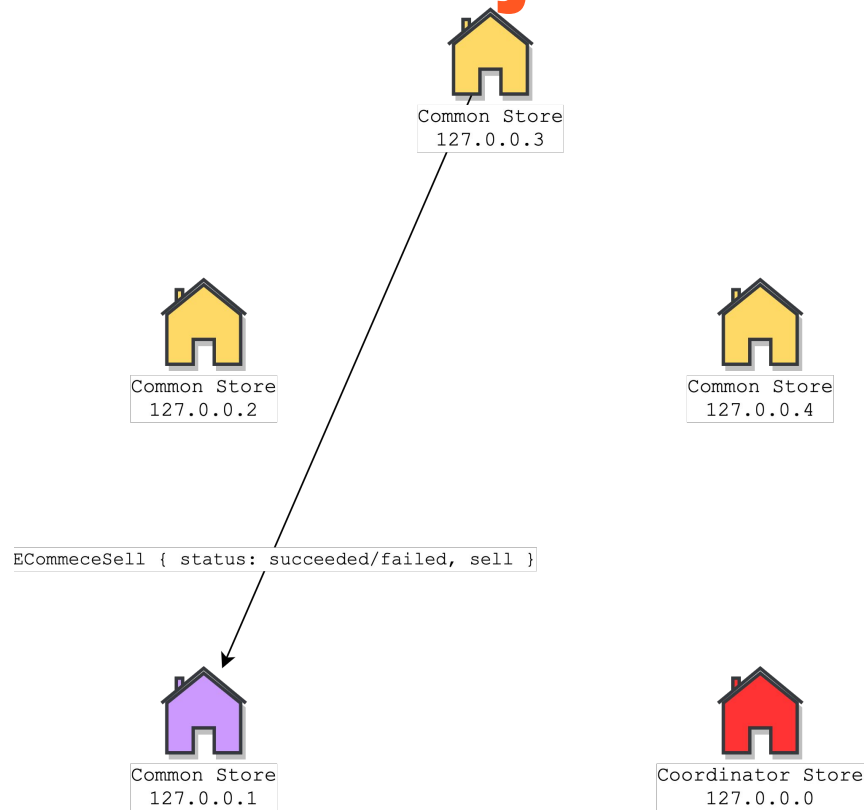 Common Store
127.0.0.3
Common Store
127.0.0.2
Common Store
127.0.0.4
ECommeceSell { status: succeeded/failed, sell }
Common Store
127.0.0.1
Coordinator Store
127.0.0.0